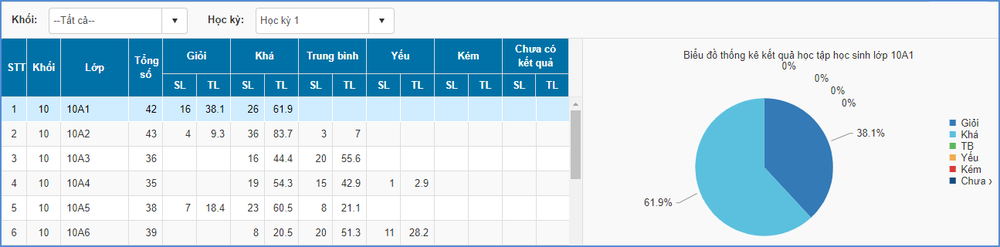 Khối: --Tất cả-- Học kỳ: Học kỳ 1
STT Khối Lớp Tổng số Giỏi Khá Trung bình Yếu Kém Chưa có kết quả
SL TL SL TL SL TL SL TL SL TL SL TL
1 10 10A1 42 16 38.1 26 61.9
2 10 10A2 43 4 9.3 36 83.7 3 7
3 10 10A3 36 16 44.4 20 55.6
4 10 10A4 35 19 54.3 15 42.9 1 2.9
5 10 10A5 38 7 18.4 23 60.5 8 21.1
6 10 10A6 39 8 20.5 20 51.3 11 28.2
Biểu đồ thống kê kết quả học tập học sinh lớp 10A1
0%
0%
0%
0%
38.1%
61.9%
Giỏi
Khá
TB
Yếu
Kém
Chưa x